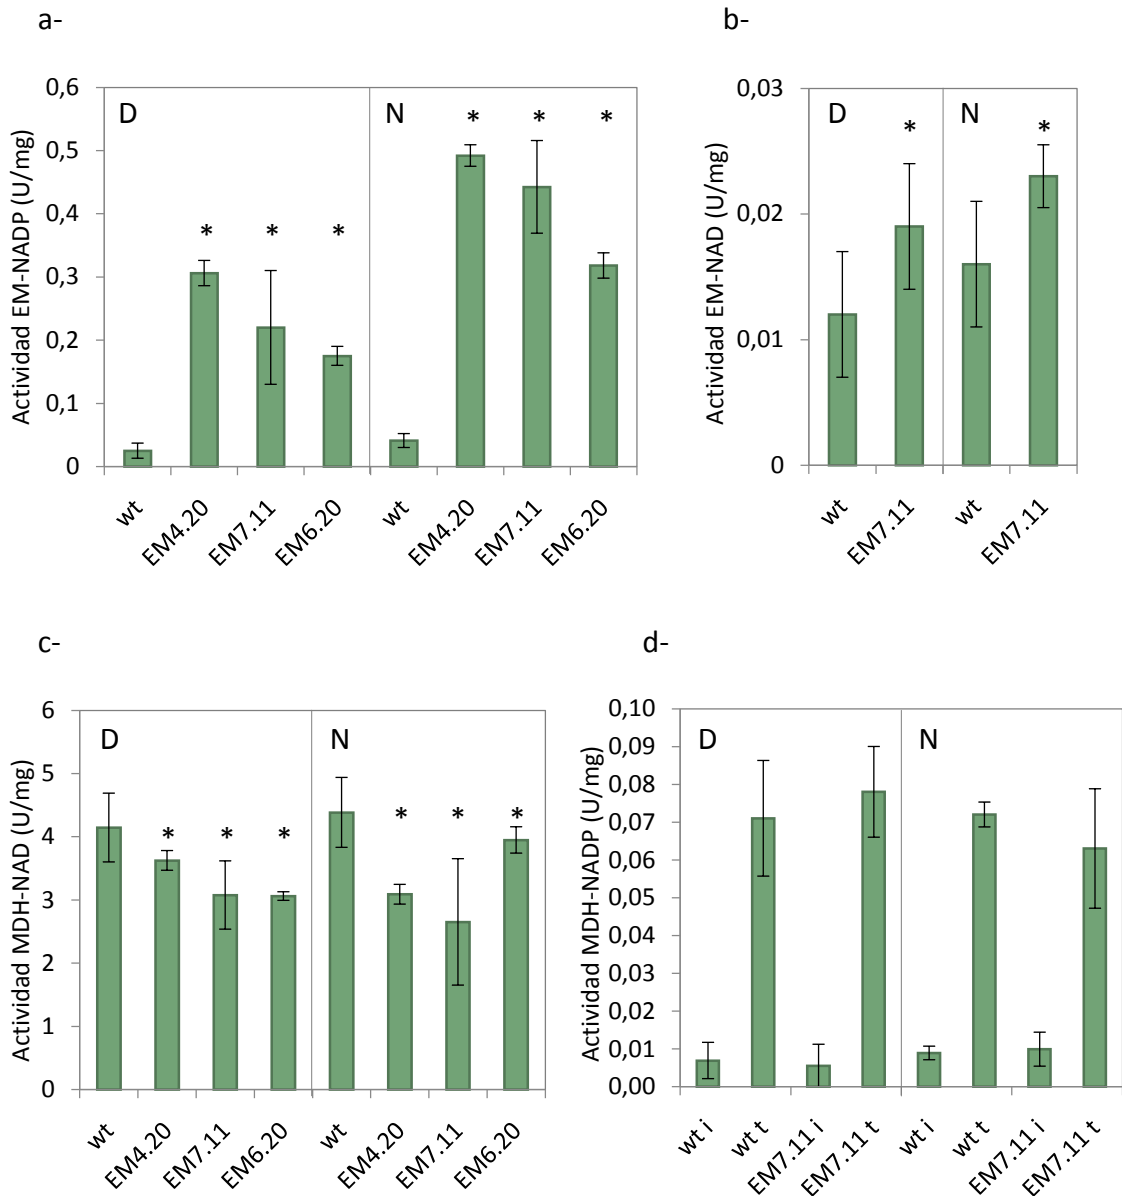 a-
Actividad EM-NADP (U/mg)
0,6
0,5
0,4
0,3
0,2
0,1
0
D
N
* * *
* * *
wt
EM4.20
EM7.11
EM6.20
wt
EM4.20
EM7.11
EM6.20
b-
Actividad EM-NAD (U/mg)
0,03
0,02
0,01
0
D
N
*
*
wt
EM7.11
wt
EM7.11
c-
Actividad MDH-NAD (U/mg)
6
5
4
3
2
1
0
D
N
* * *
* * *
wt
EM4.20
EM7.11
EM6.20
wt
EM4.20
EM7.11
EM6.20
d-
Actividad MDH-NADP (U/mg)
0,10
0,09
0,08
0,07
0,06
0,05
0,04
0,03
0,02
0,01
0,00
D
N
wt i
wt t
EM7.11 i
EM7.11 t
wt i
wt t
EM7.11 i
EM7.11 t